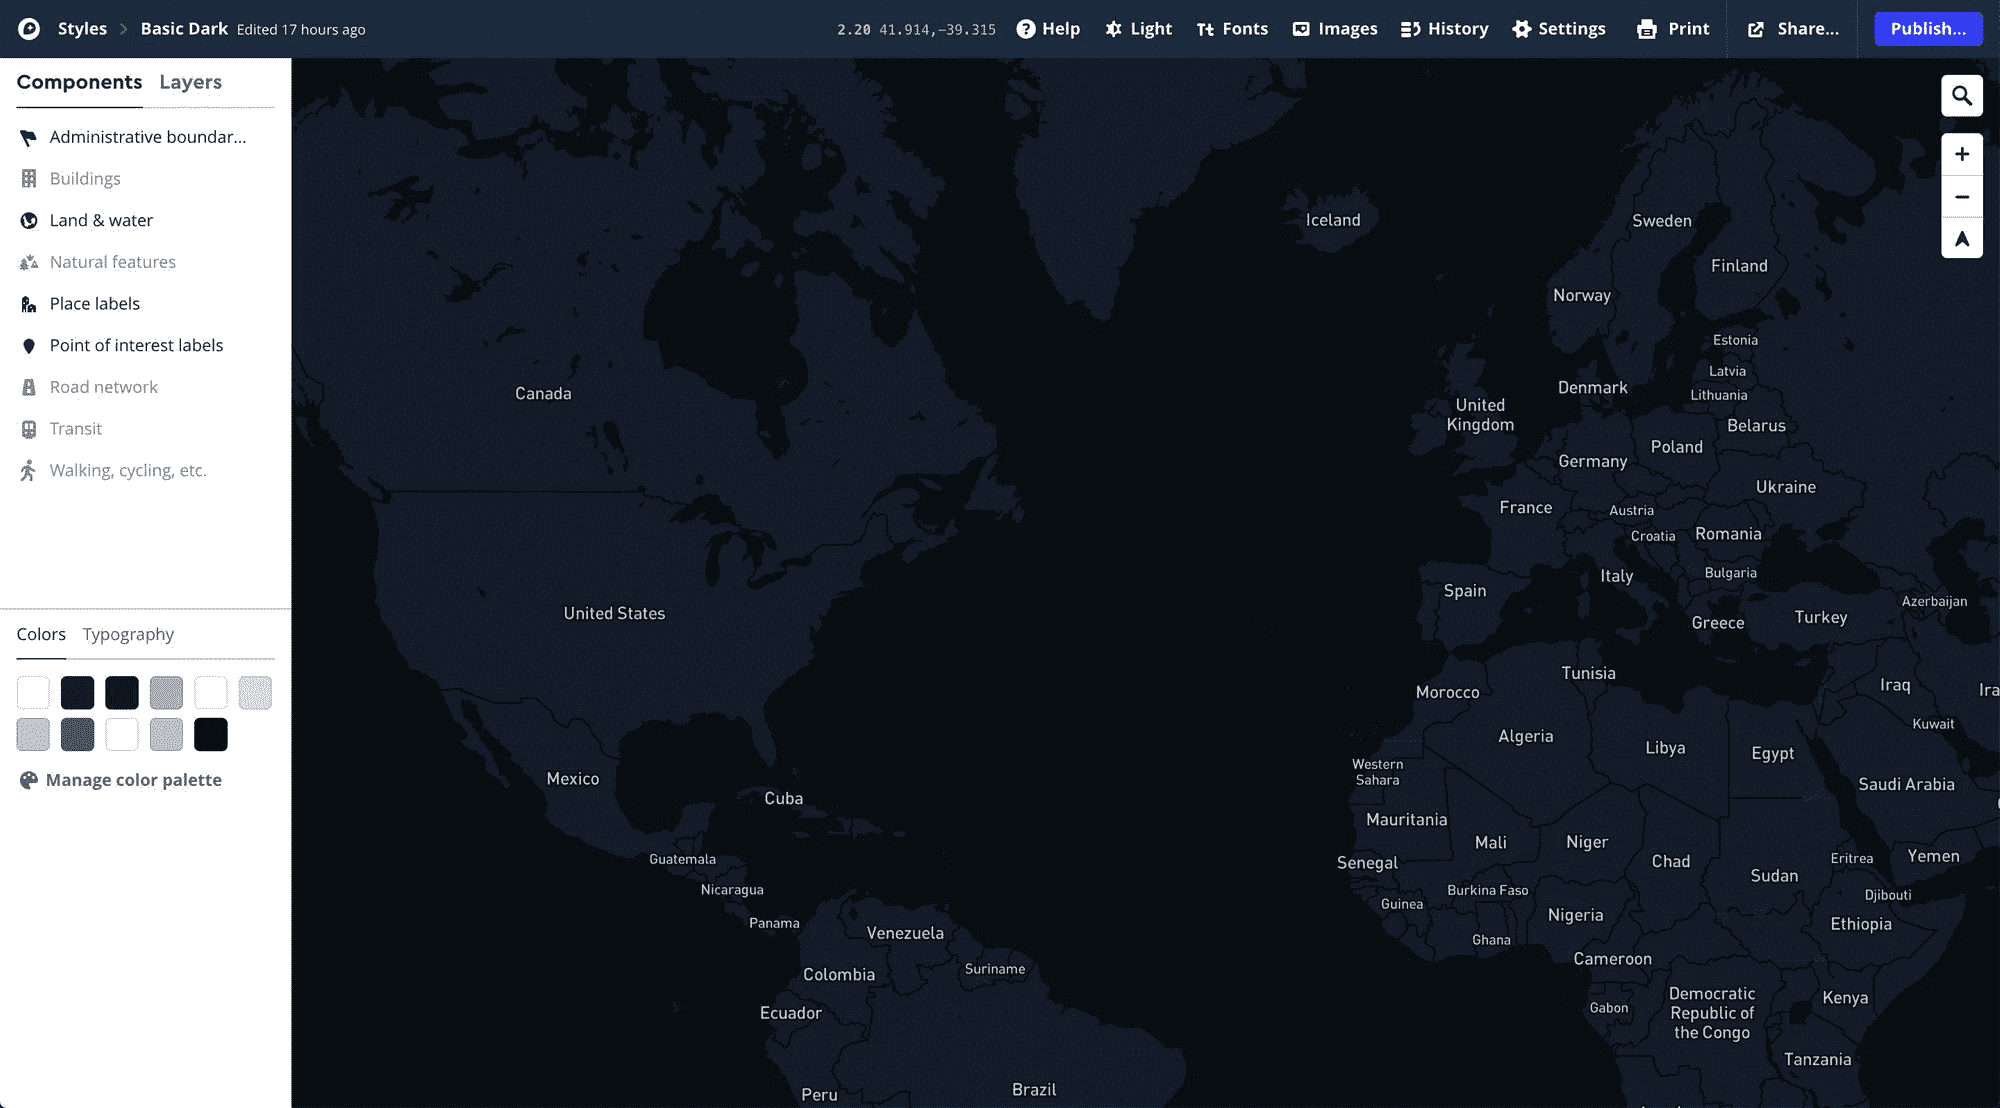 Styles
Basic Dark
Edited 17 hours ago
2.20 41.914,-39.315
Help
Light
Fonts
Images
History
Settings
Print
Share...
Publish...
Components
Layers
Administrative boundar...
Buildings
Land & water
Natural features
Place labels
Point of interest labels
Road network
Transit
Walking, cycling, etc.
Colors
Typography
Manage color palette
Iceland
Sweden
Finland
Norway
Estonia
Latvia
Lithuania
Denmark
Canada
United
Kingdom
Belarus
Poland
Germany
Ukraine
France
Austria
Croatia
Romania
Italy
Bulgaria
Spain
Azerbaijan
United States
Greece
Turkey
Tunisia
Morocco
Iraq
Ira
Kuwait
Algeria
Libya
Egypt
Western
Sahara
Mexico
Saudi Arabia
Cuba
Mauritania
Mali
Niger
Chad
Guatemala
Senegal
Eritrea
Yemen
Sudan
Nicaragua
Burkina Faso
Djibouti
Guinea
Nigeria
Panama
Ethiopia
Venezuela
Ghana
Cameroon
Suriname
Colombia
Democratic
Republic of
the Congo
Kenya
Gabon
Ecuador
Tanzania
Brazil
Peru